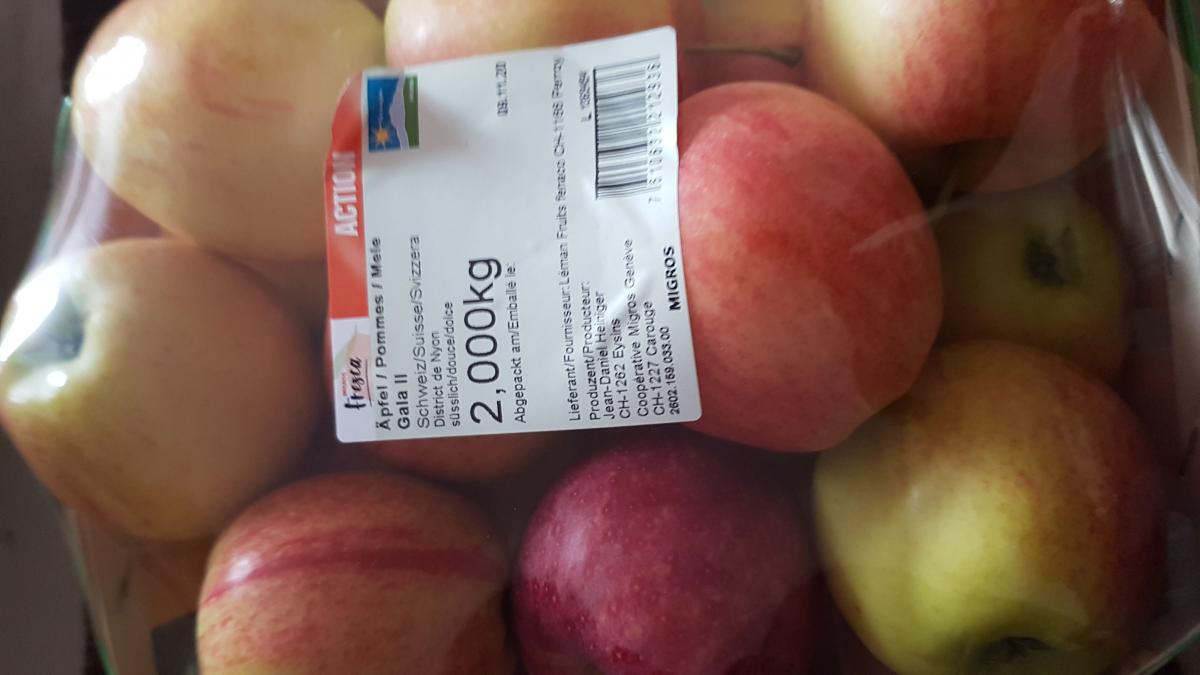 ACTION
fresca
Äpfel / Pommes / Mele
Gala II
Schweiz/Suisse/Svizzera
District de Nyon
süsslich/douce/dolce
2,000kg
Abgepackt am/Emballé le:
09.11.20
Lieferant/Fournisseur: Léman Fruits fenaco CH-1166 Perroy
Produzent/Producteur:
Jean-Daniel Heiniger
CH-1262 Eysins
Coopérative Migros Genève
CH-1227 Carouge
2602.169.033.00
MIGROS